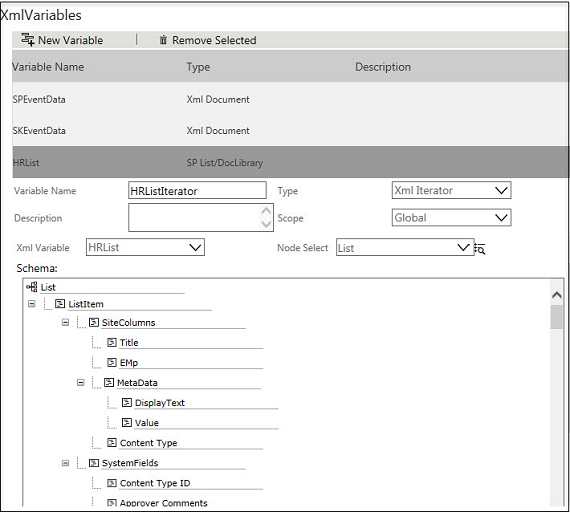 XmlVariables
New Variable | Remove Selected
Variable Name Type Description
SPEventData Xml Document
SKEventData Xml Document
HRList SP List/DocLibrary
Variable Name HRListIterator Type Xml Iterator
Description Scope Global
Xml Variable HRList Node Select List
Schema:
List
ListItem
SiteColumns
Title
EMp
MetaData
DisplayText
Value
Content Type
SystemFields
Content Type ID
Approver Comments